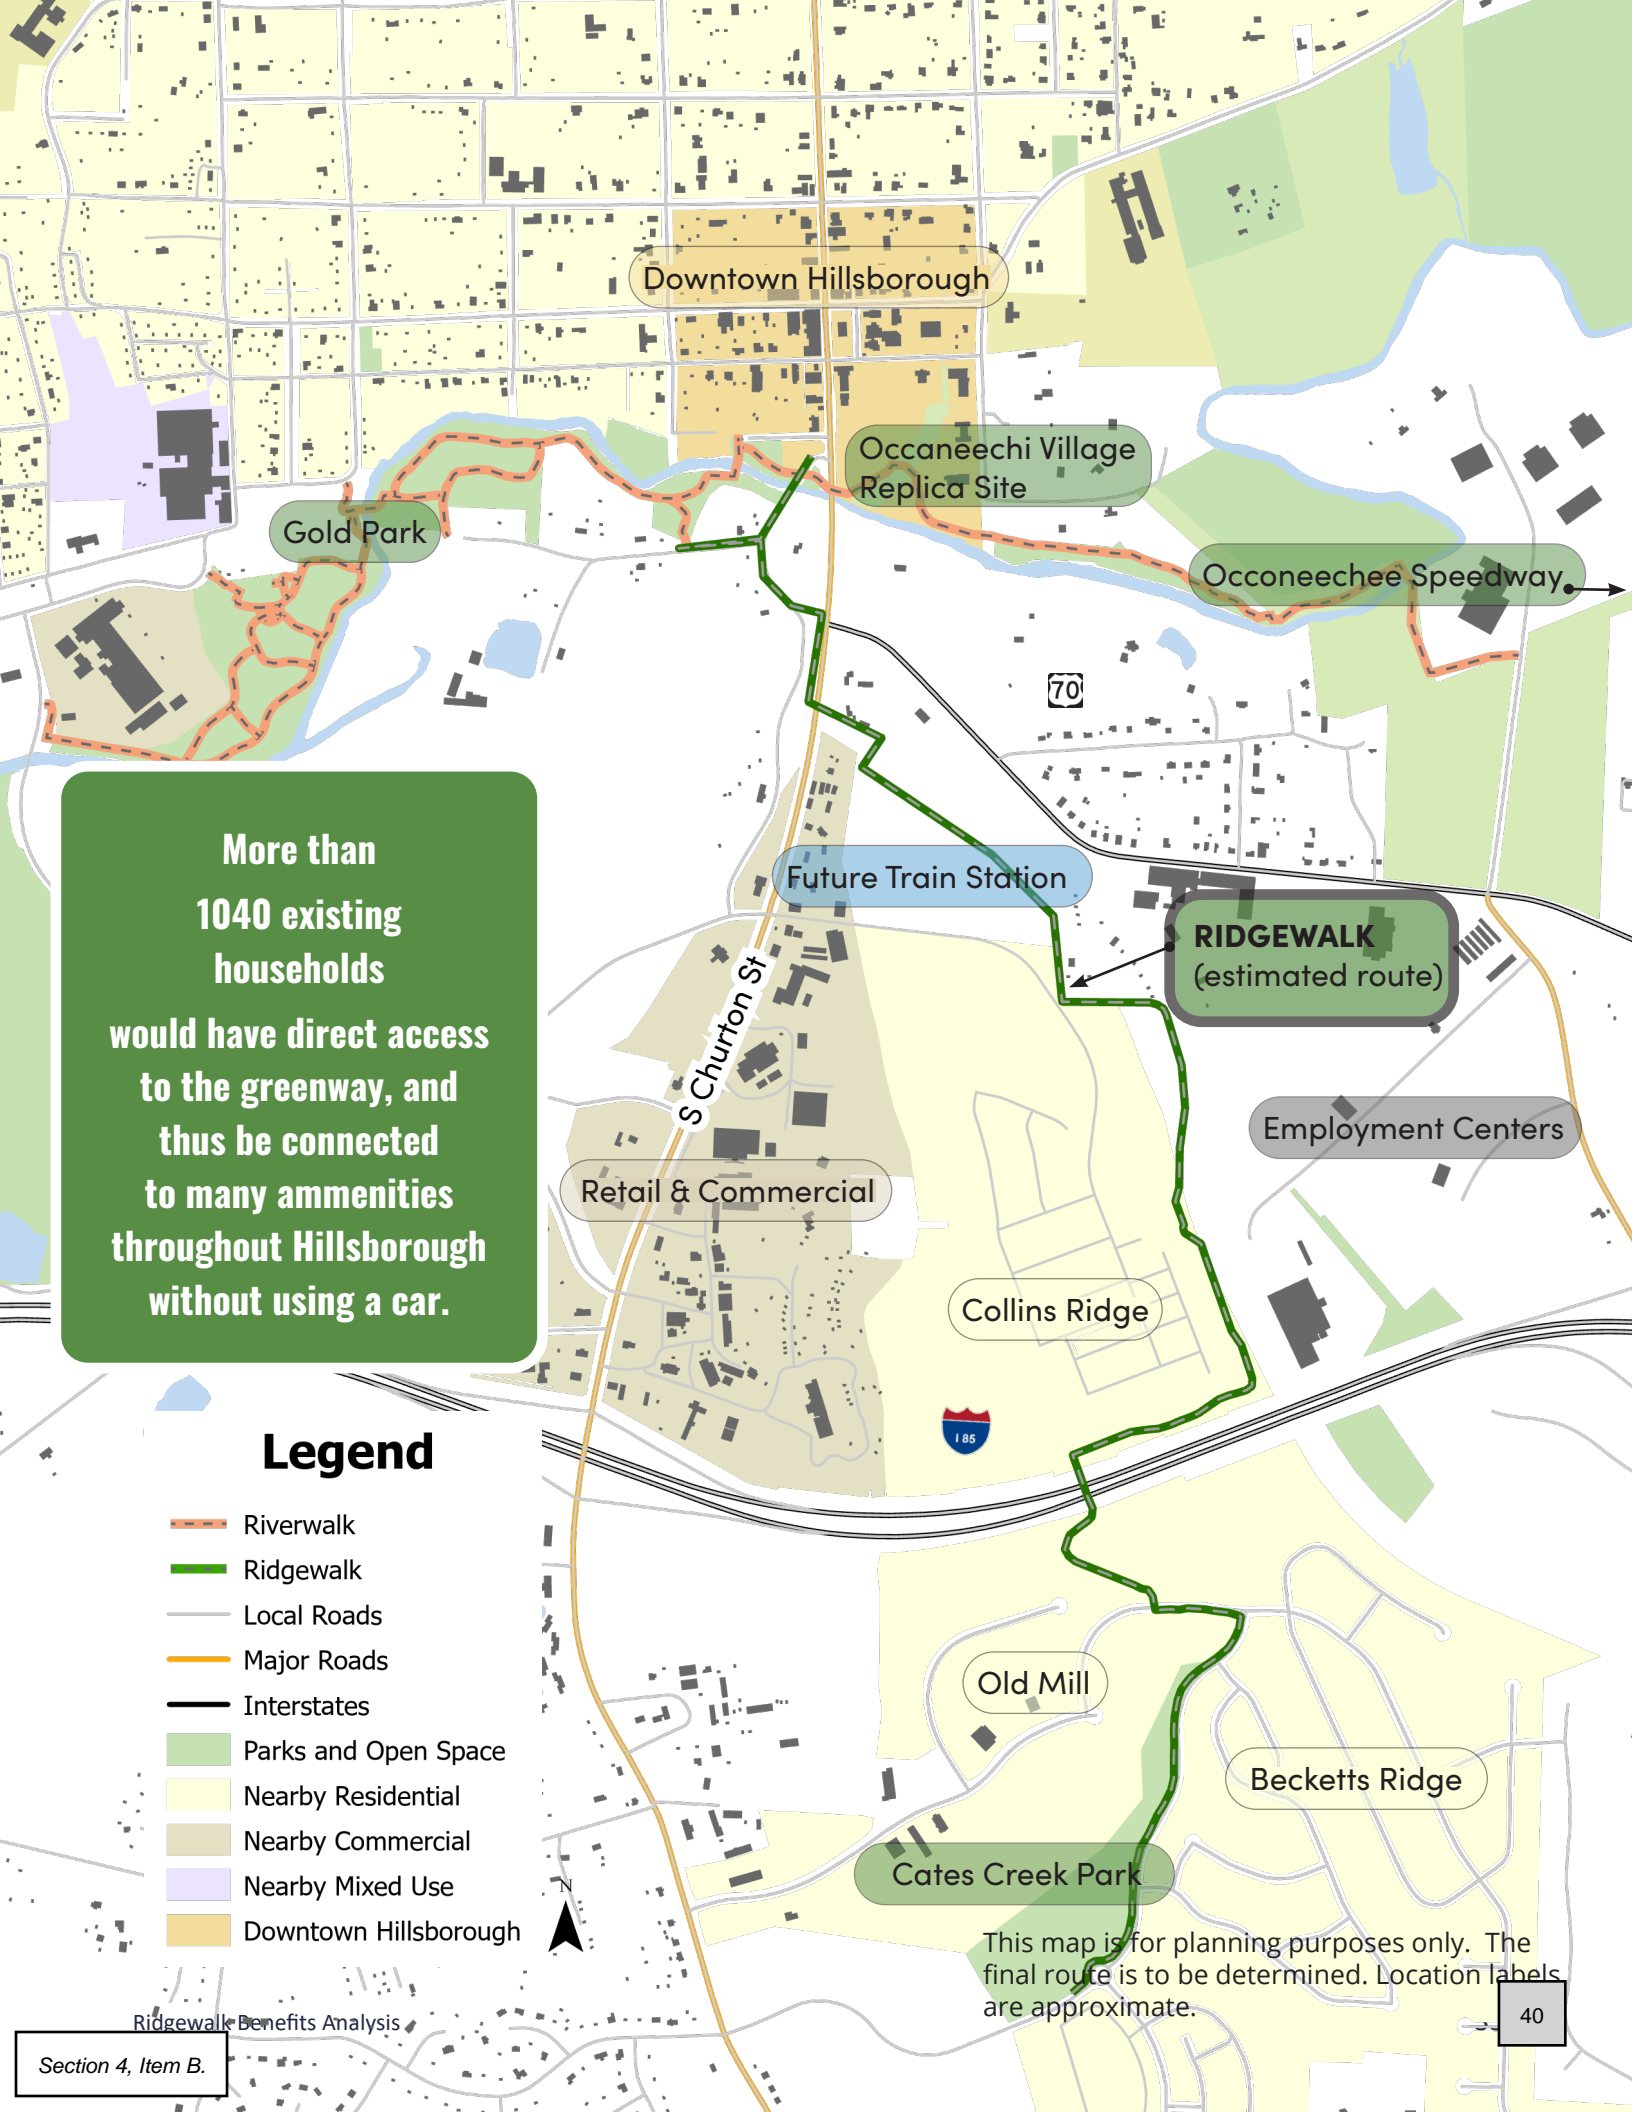 Downtown Hillsborough
Occaneechi Village
Replica Site
Gold Park
Occoneechee Speedway
70
More than
1040 existing
households
would have direct access
to the greenway, and
thus be connected
to many ammenities
throughout Hillsborough
without using a car.
Future Train Station
RIDGEWALK
(estimated route)
S Churton St
Employment Centers
Retail & Commercial
Collins Ridge
I 85
Legend
Riverwalk
Ridgewalk
Local Roads
Major Roads
Interstates
Parks and Open Space
Nearby Residential
Nearby Commercial
Nearby Mixed Use
Downtown Hillsborough
N
Old Mill
Becketts Ridge
Cates Creek Park
This map is for planning purposes only.  The
final route is to be determined. Location labels
are approximate.
Ridgewalk Benefits Analysis
40
Section 4, Item B.